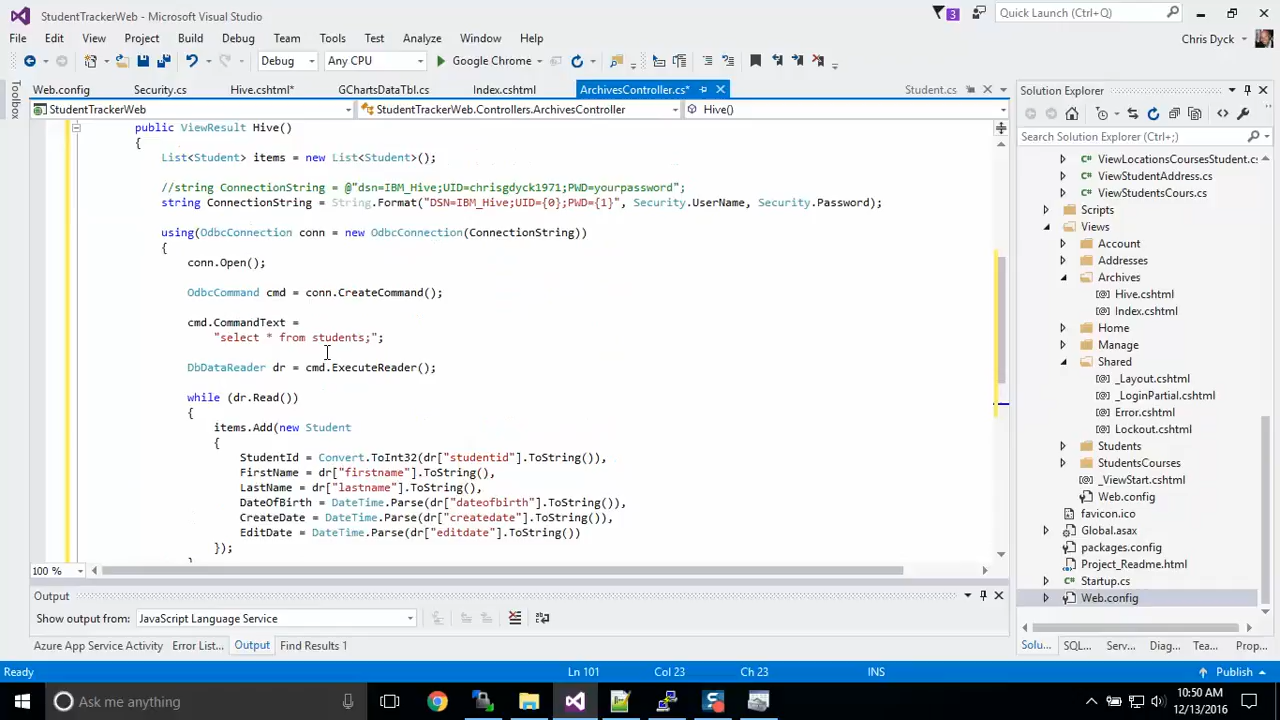 StudentTrackerWeb - Microsoft Visual Studio
3
Quick Launch (Ctrl+Q)
File Edit View Project Build Debug Team Tools Test Analyze Window Help
Chris Dyck
Debug Any CPU Google Chrome
Toolbox
Web.config Security.cs Hive.cshtml* GChartsDataTbl.cs Index.cshtml ArchivesController.cs* Student.cs
StudentTrackerWeb StudentTrackerWeb.Controllers.ArchivesController Hive()
public ViewResult Hive()
{
List<Student> items = new List<Student>();
//string ConnectionString = @"dsn=IBM_Hive;UID=chrisgdyck1971;PWD=yourpassword";
string ConnectionString = String.Format("DSN=IBM_Hive;UID={0};PWD={1}", Security.UserName, Security.Password);
using(OdbcConnection conn = new OdbcConnection(ConnectionString))
{
conn.Open();
OdbcCommand cmd = conn.CreateCommand();
cmd.CommandText =
"select * from students;";
DbDataReader dr = cmd.ExecuteReader();
while (dr.Read())
{
items.Add(new Student
{
StudentId = Convert.ToInt32(dr["studentid"].ToString()),
FirstName = dr["firstname"].ToString(),
LastName = dr["lastname"].ToString(),
DateOfBirth = DateTime.Parse(dr["dateofbirth"].ToString()),
CreateDate = DateTime.Parse(dr["createdate"].ToString()),
EditDate = DateTime.Parse(dr["editdate"].ToString())
});
100 %
Solution Explorer
Search Solution Explorer (Ctrl+;)
ViewLocationsCoursesStudent.cs
ViewStudentAddress.cs
ViewStudentsCours.cs
Scripts
Views
Account
Addresses
Archives
Hive.cshtml
Index.cshtml
Home
Manage
Shared
_Layout.cshtml
_LoginPartial.cshtml
Error.cshtml
Lockout.cshtml
Students
StudentsCourses
_ViewStart.cshtml
Web.config
favicon.ico
Global.asax
packages.config
Project_Readme.html
Startup.cs
Web.config
Solu... SQL... Serv... Diag... Tea... Prop...
Output
Show output from: JavaScript Language Service
Azure App Service Activity Error List... Output Find Results 1
Ready Ln 101 Col 23 Ch 23 INS Publish
Ask me anything
10:50 AM
12/13/2016